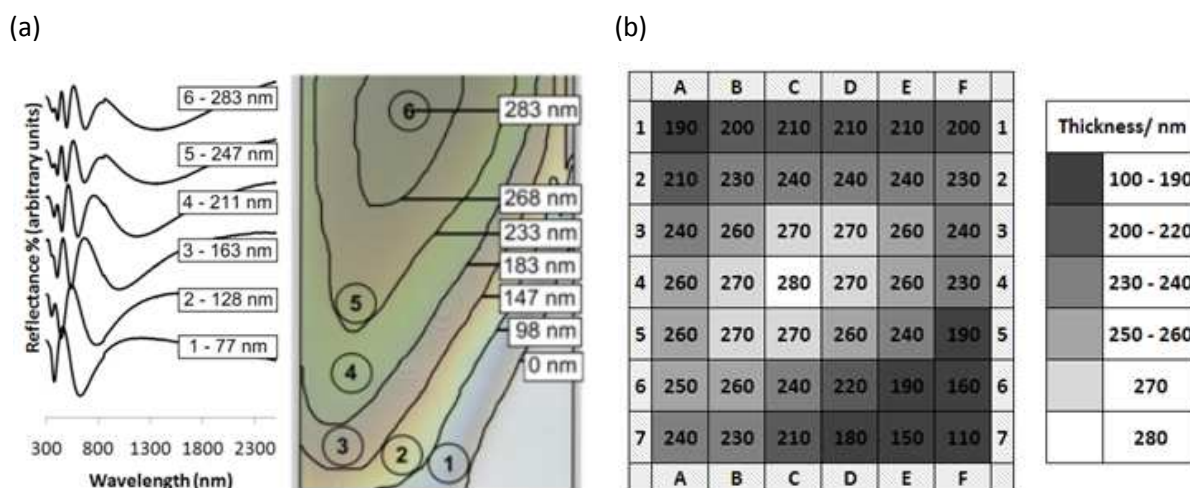 (a)
(b)
Reflectance % (arbitrary units)
6 - 283 nm
5 - 247 nm
4 - 211 nm
3 - 163 nm
2 - 128 nm
1 - 77 nm
300 800 1300 1800 2300
Wavelength (nm)
6
5
4
3
2
1
283 nm
268 nm
233 nm
183 nm
147 nm
98 nm
0 nm
A B C D E F
1 190 200 210 210 210 200 1
2 210 230 240 240 240 230 2
3 240 260 270 270 260 240 3
4 260 270 280 270 260 230 4
5 260 270 270 260 240 190 5
6 250 260 240 220 190 160 6
7 240 230 210 180 150 110 7
A B C D E F
Thickness/ nm
100 - 190
200 - 220
230 - 240
250 - 260
270
280